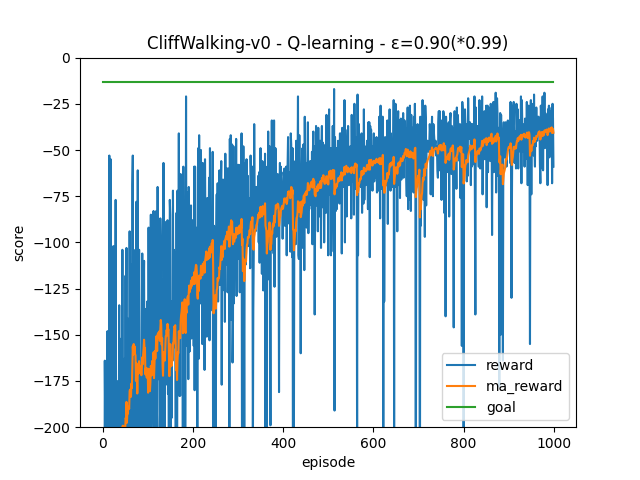 CliffWalking-v0 - Q-learning - ε=0.90(*0.99)
0
−25
−50
−75
−100
−125
−150
−175
−200
score
reward
ma_reward
goal
0 200 400 600 800 1000
episode